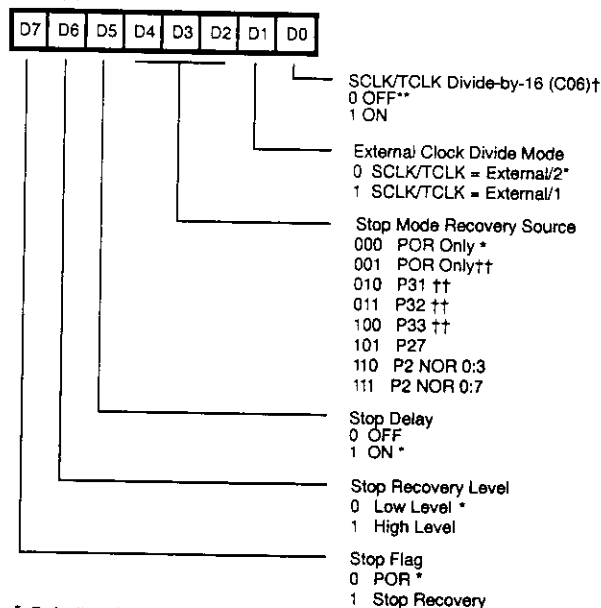 D7 D6 D5 D4 D3 D2 D1 D0
SCLK/TCLK Divide-by-16 (C06)†
0 OFF**
1 ON
External Clock Divide Mode
0 SCLK/TCLK = External/2*
1 SCLK/TCLK = External/1
Stop Mode Recovery Source
000 POR Only *
001 POR Only††
010 P31 ††
011 P32 ††
100 P33 ††
101 P27
110 P2 NOR 0:3
111 P2 NOR 0:7
Stop Delay
0 OFF
1 ON *
Stop Recovery Level
0 Low Level *
1 High Level
Stop Flag
0 POR *
1 Stop Recovery